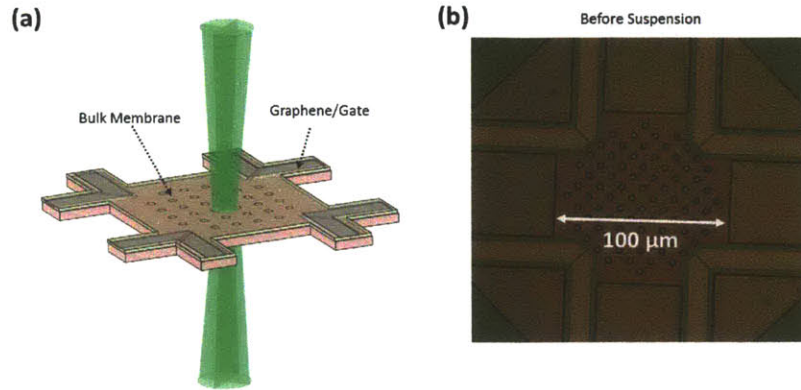 (a)
Bulk Membrane
Graphene/Gate
(b)
Before Suspension
100 µm